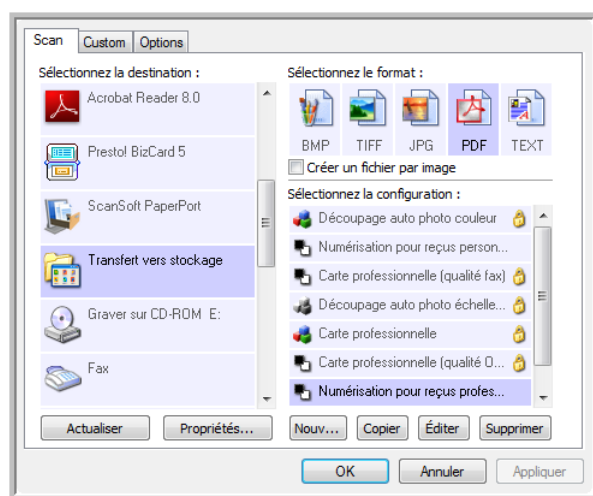 Scan Custom Options
Sélectionnez la destination :
Acrobat Reader 8.0
Presto! BizCard 5
ScanSoft PaperPort
Transfert vers stockage
Graver sur CD-ROM E:
Fax
Actualiser
Propriétés...
Sélectionnez le format :
BMP TIFF JPG PDF TEXT
Créer un fichier par image
Sélectionnez la configuration :
Découpage auto photo couleur
Numérisation pour reçus person...
Carte professionnelle (qualité fax)
Découpage auto photo échelle...
Carte professionnelle
Carte professionnelle (qualité O...
Numérisation pour reçus profes...
Nouv... Copier Éditer Supprimer
OK Annuler Appliquer